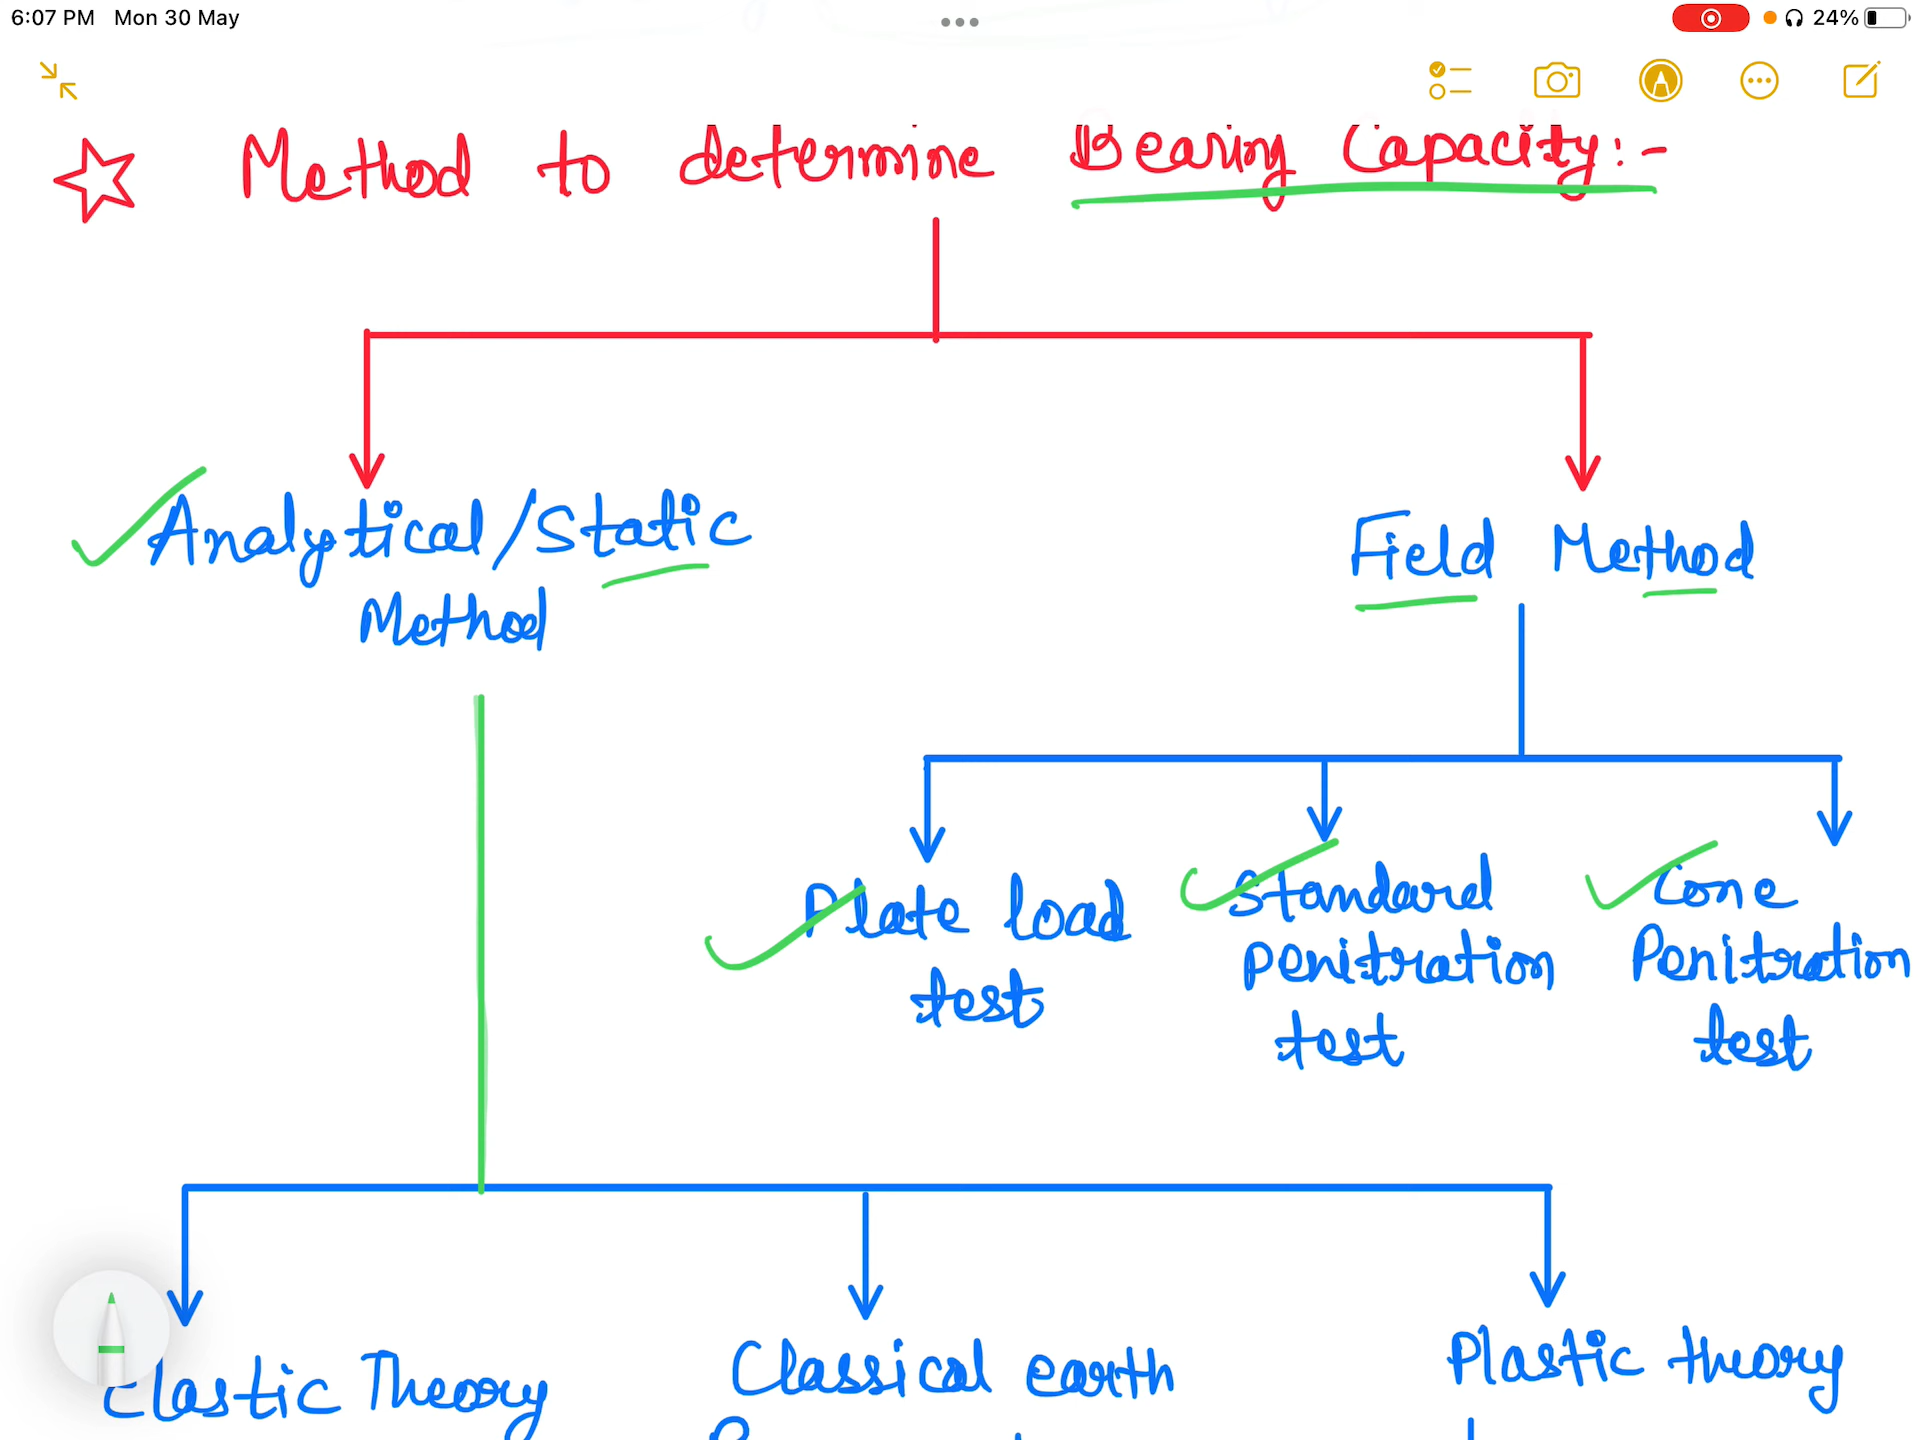 6:07 PM Mon 30 May
24%
Method to determine Bearing Capacity:-
Analytical/Static
Method
Field Method
Plate load
test
Standard
penitration
test
Cone
Penitration
test
Elastic Theory
Classical earth
Plastic theory